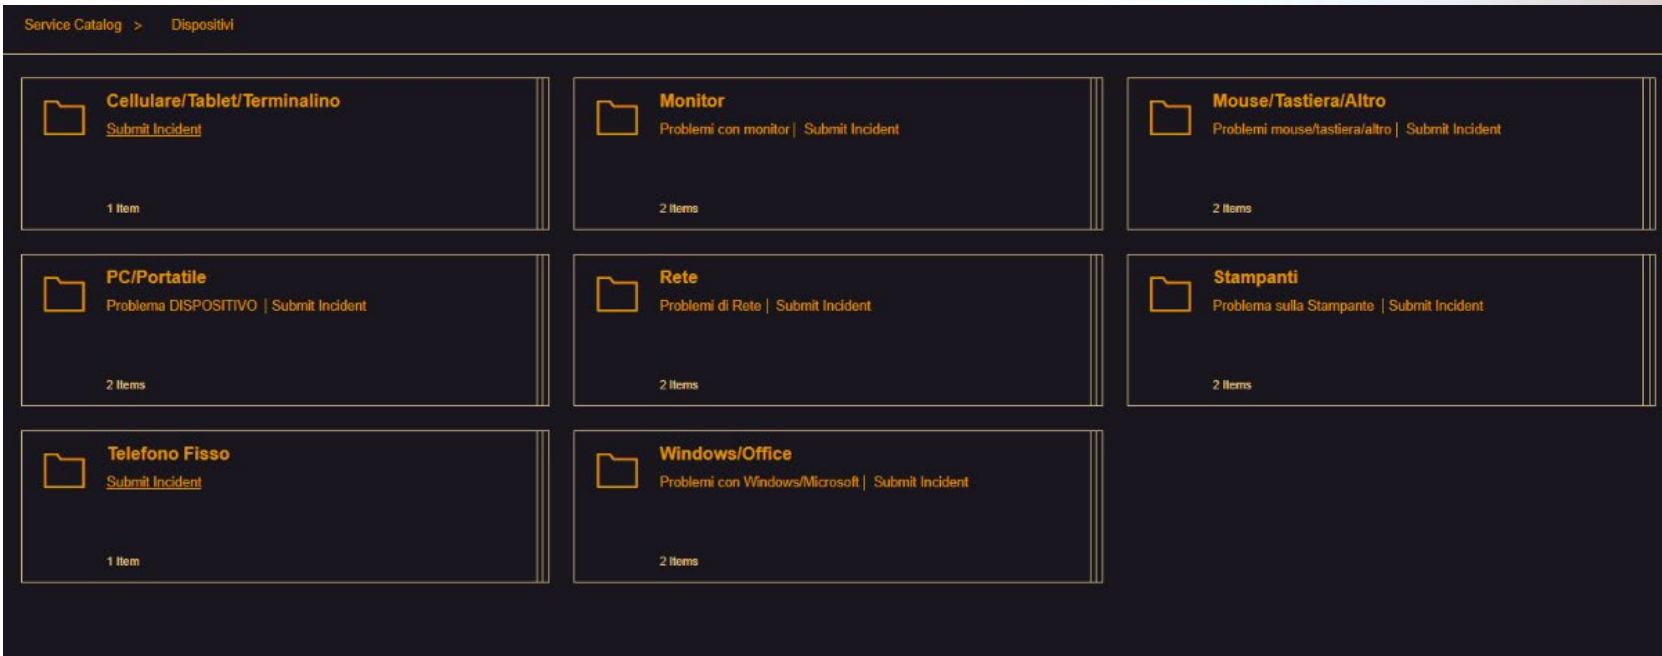 Service Catalog > Dispositivi
Cellulare/Tablet/Terminalino
Submit Incident
1 Item
Monitor
Problemi con monitor | Submit Incident
2 Items
Mouse/Tastiera/Altro
Problemi mouse/tastiera/altro | Submit Incident
2 Items
PC/Portatile
Problema DISPOSITIVO | Submit Incident
2 Items
Rete
Problemi di Rete | Submit Incident
2 Items
Stampanti
Problema sulla Stampante | Submit Incident
2 Items
Telefono Fisso
Submit Incident
1 Item
Windows/Office
Problemi con Windows/Microsoft | Submit Incident
2 Items